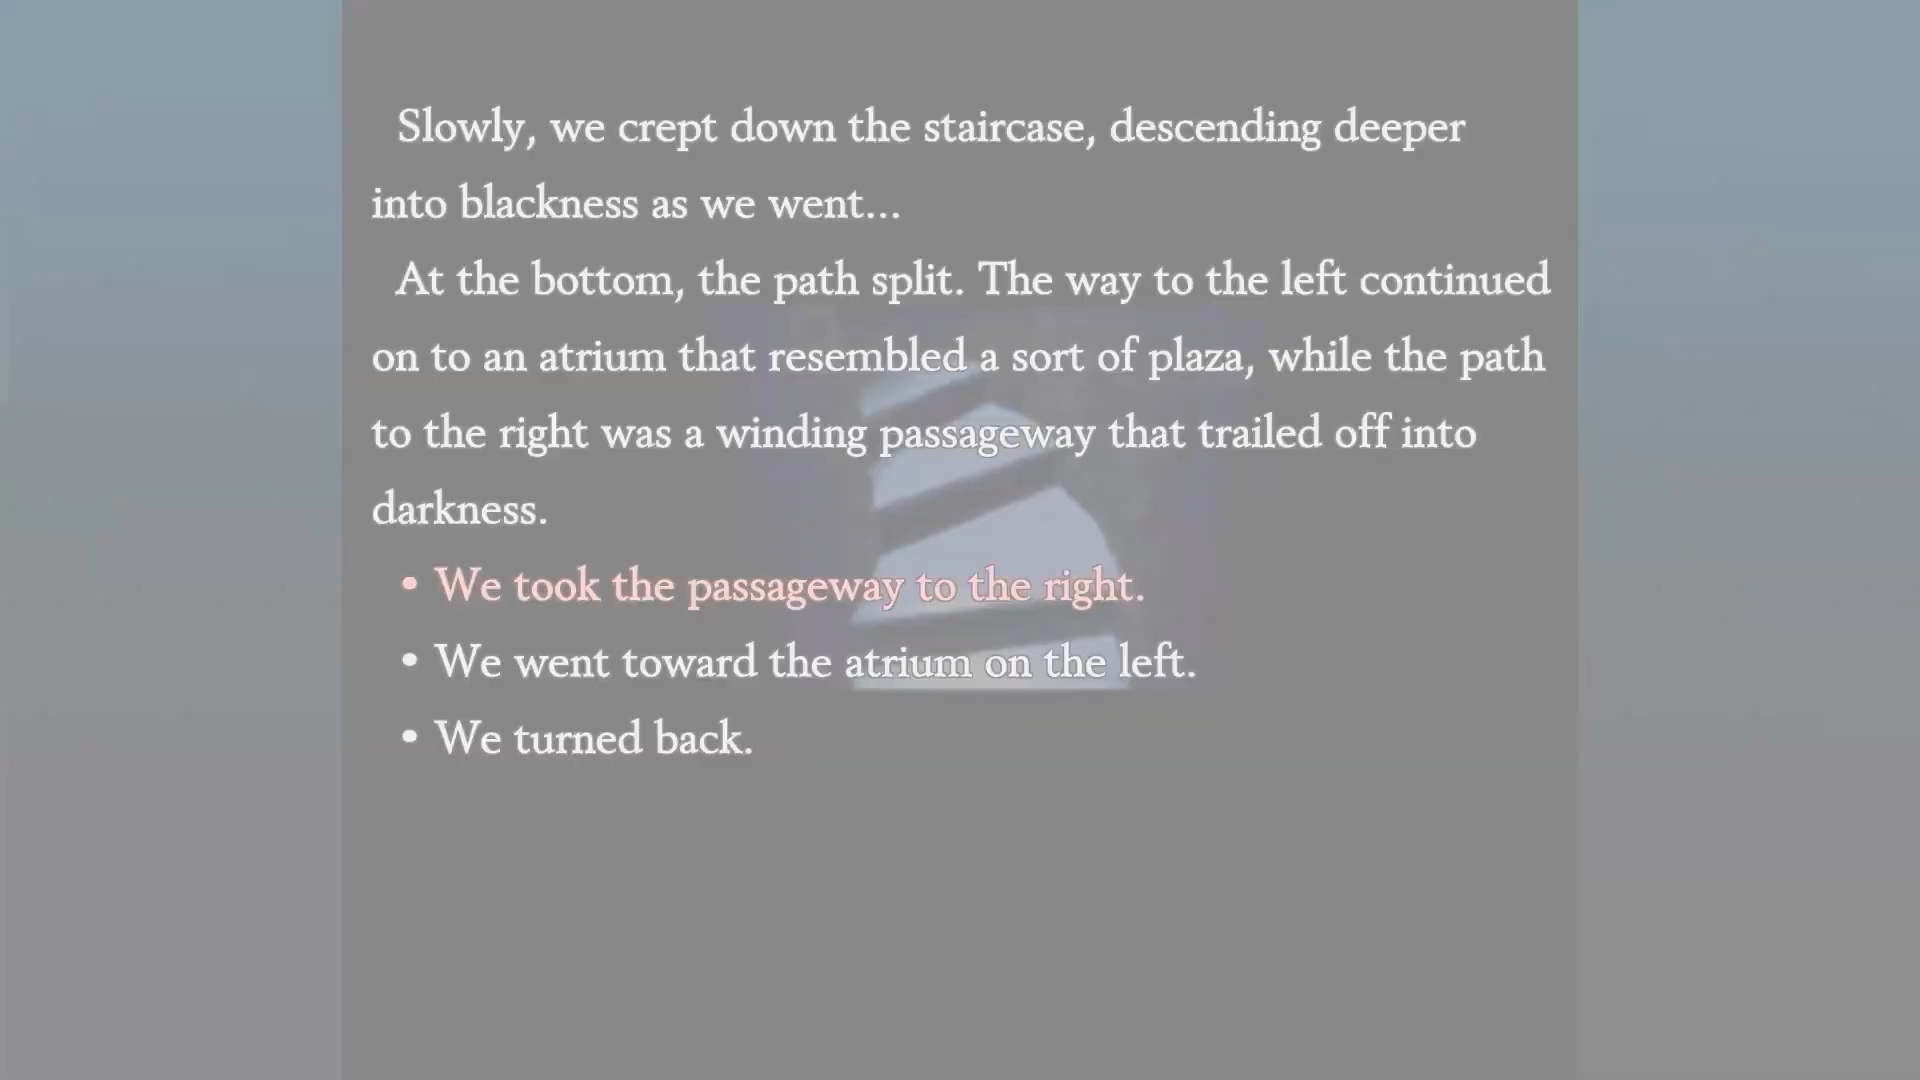 Slowly, we crept down the staircase, descending deeper
into blackness as we went...
At the bottom, the path split. The way to the left continued
on to an atrium that resembled a sort of plaza, while the path
to the right was a winding passageway that trailed off into
darkness.
• We took the passageway to the right.
• We went toward the atrium on the left.
• We turned back.